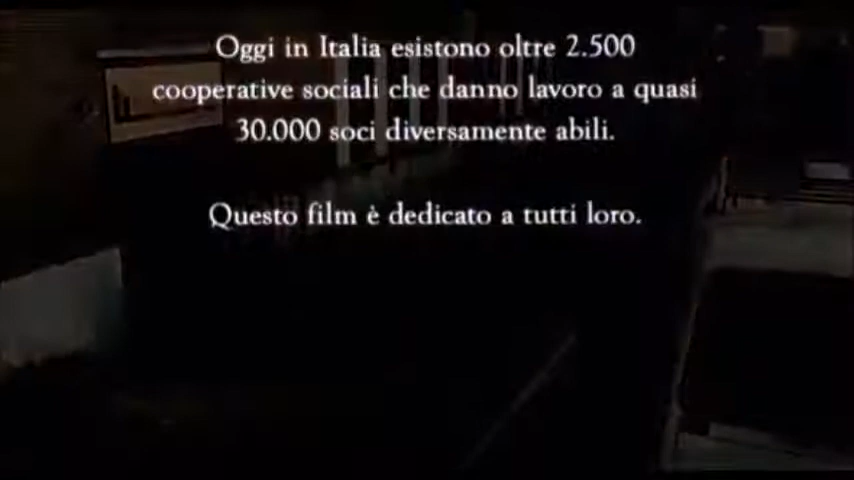 Oggi in Italia esistono oltre 2.500
cooperative sociali che danno lavoro a quasi
30.000 soci diversamente abili.
Questo film è dedicato a tutti loro.